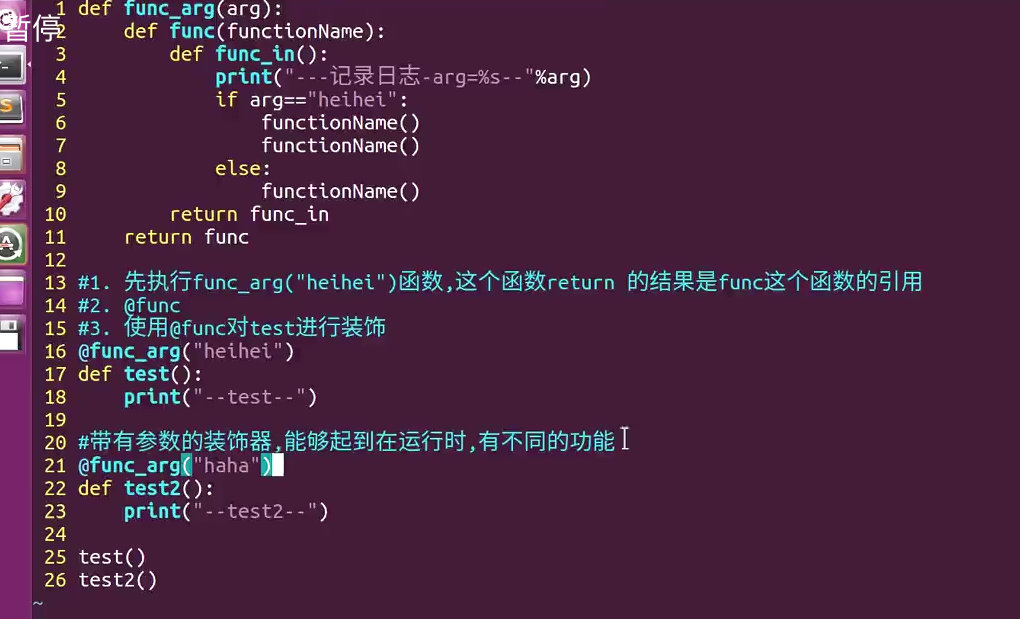 暂停
1 def func_arg(arg):
2     def func(functionName):
3         def func_in():
4             print("---记录日志-arg=%s--"%arg)
5             if arg=="heihei":
6                 functionName()
7                 functionName()
8             else:
9                 functionName()
10         return func_in
11     return func
12
13 #1. 先执行func_arg("heihei")函数,这个函数return 的结果是func这个函数的引用
14 #2. @func
15 #3. 使用@func对test进行装饰
16 @func_arg("heihei")
17 def test():
18     print("--test--")
19
20 #带有参数的装饰器,能够起到在运行时,有不同的功能
21 @func_arg("haha")
22 def test2():
23     print("--test2--")
24
25 test()
26 test2()
~